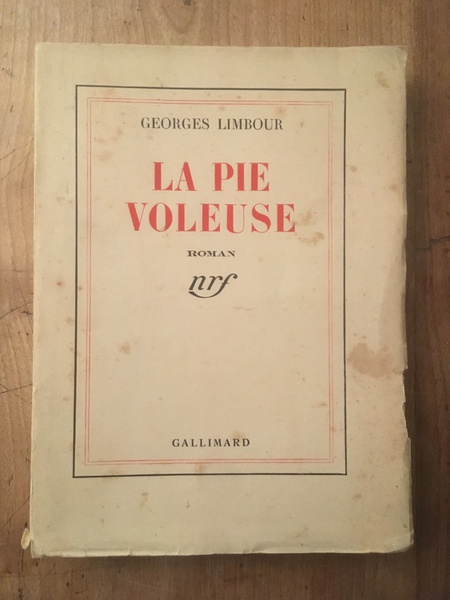 GEORGES LIMBOUR
LA PIE
VOLEUSE
ROMAN
nrf
GALLIMARD